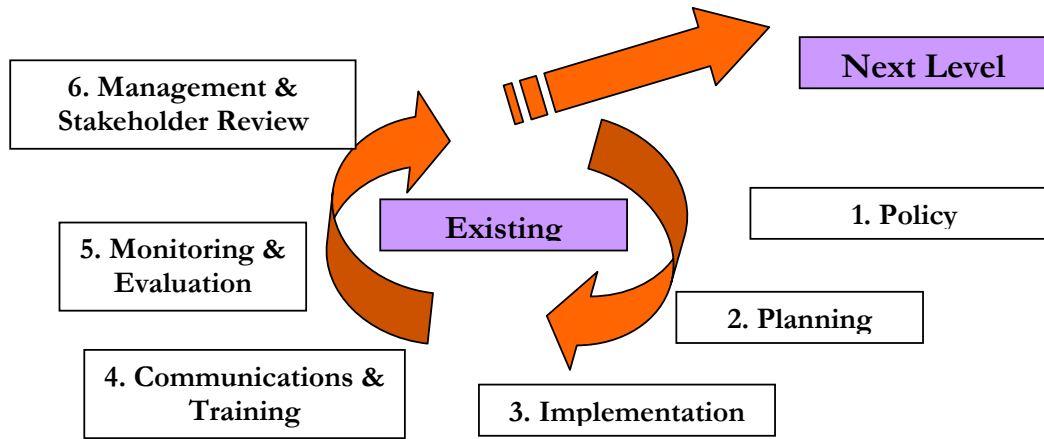 Next Level
6. Management &
Stakeholder Review
Existing
1. Policy
5. Monitoring &
Evaluation
2. Planning
4. Communications &
Training
3. Implementation